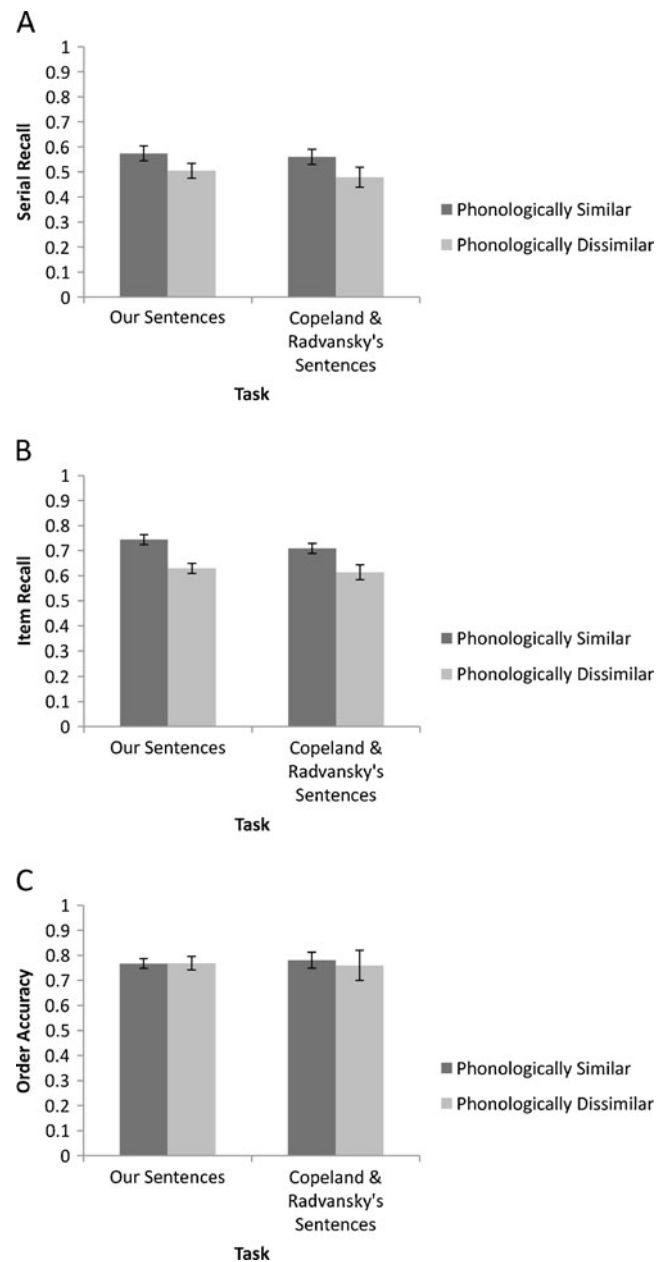 A
1
0.9
0.8
0.7
0.6
0.5
0.4
0.3
0.2
0.1
0
Serial Recall
Our Sentences
Copeland &
Radvansky's
Sentences
Task
Phonologically Similar
Phonologically Dissimilar
B
1
0.9
0.8
0.7
0.6
0.5
0.4
0.3
0.2
0.1
0
Item Recall
Our Sentences
Copeland &
Radvansky's
Sentences
Task
Phonologically Similar
Phonologically Dissimilar
C
1
0.9
0.8
0.7
0.6
0.5
0.4
0.3
0.2
0.1
0
Order Accuracy
Our Sentences
Copeland &
Radvansky's
Sentences
Task
Phonologically Similar
Phonologically Dissimilar